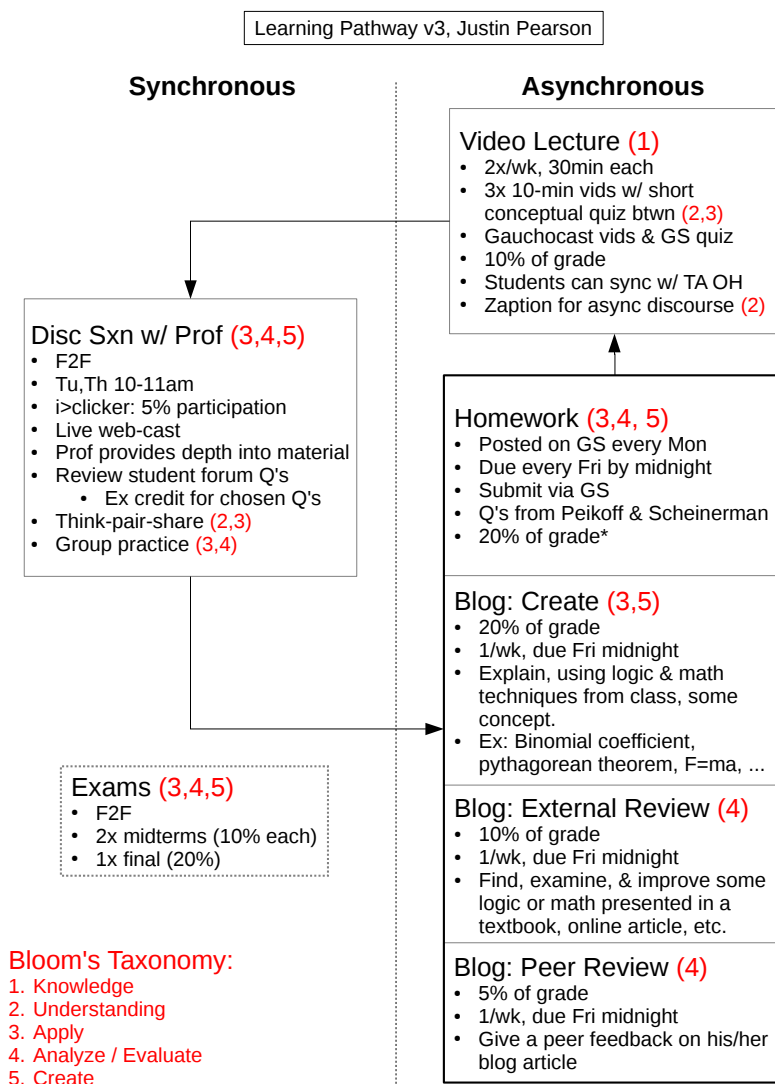 Learning Pathway v3, Justin Pearson
Synchronous
Asynchronous
Video Lecture (1)
• 2x/wk, 30min each
• 3x 10-min vids w/ short
conceptual quiz btwn (2,3)
• Gauchocast vids & GS quiz
• 10% of grade
• Students can sync w/ TA OH
• Zaption for async discourse (2)
Disc Sxn w/ Prof (3,4,5)
• F2F
• Tu,Th 10-11am
• i>clicker: 5% participation
• Live web-cast
• Prof provides depth into material
• Review student forum Q's
• Ex credit for chosen Q's
• Think-pair-share (2,3)
• Group practice (3,4)
Homework (3,4, 5)
• Posted on GS every Mon
• Due every Fri by midnight
• Submit via GS
• Q's from Peikoff & Scheinerman
• 20% of grade*
Blog: Create (3,5)
• 20% of grade
• 1/wk, due Fri midnight
• Explain, using logic & math
techniques from class, some
concept.
• Ex: Binomial coefficient,
pythagorean theorem, F=ma, ...
Exams (3,4,5)
• F2F
• 2x midterms (10% each)
• 1x final (20%)
Blog: External Review (4)
• 10% of grade
• 1/wk, due Fri midnight
• Find, examine, & improve some
logic or math presented in a
textbook, online article, etc.
Blog: Peer Review (4)
• 5% of grade
• 1/wk, due Fri midnight
• Give a peer feedback on his/her
blog article
Bloom's Taxonomy:
1. Knowledge
2. Understanding
3. Apply
4. Analyze / Evaluate
5. Create